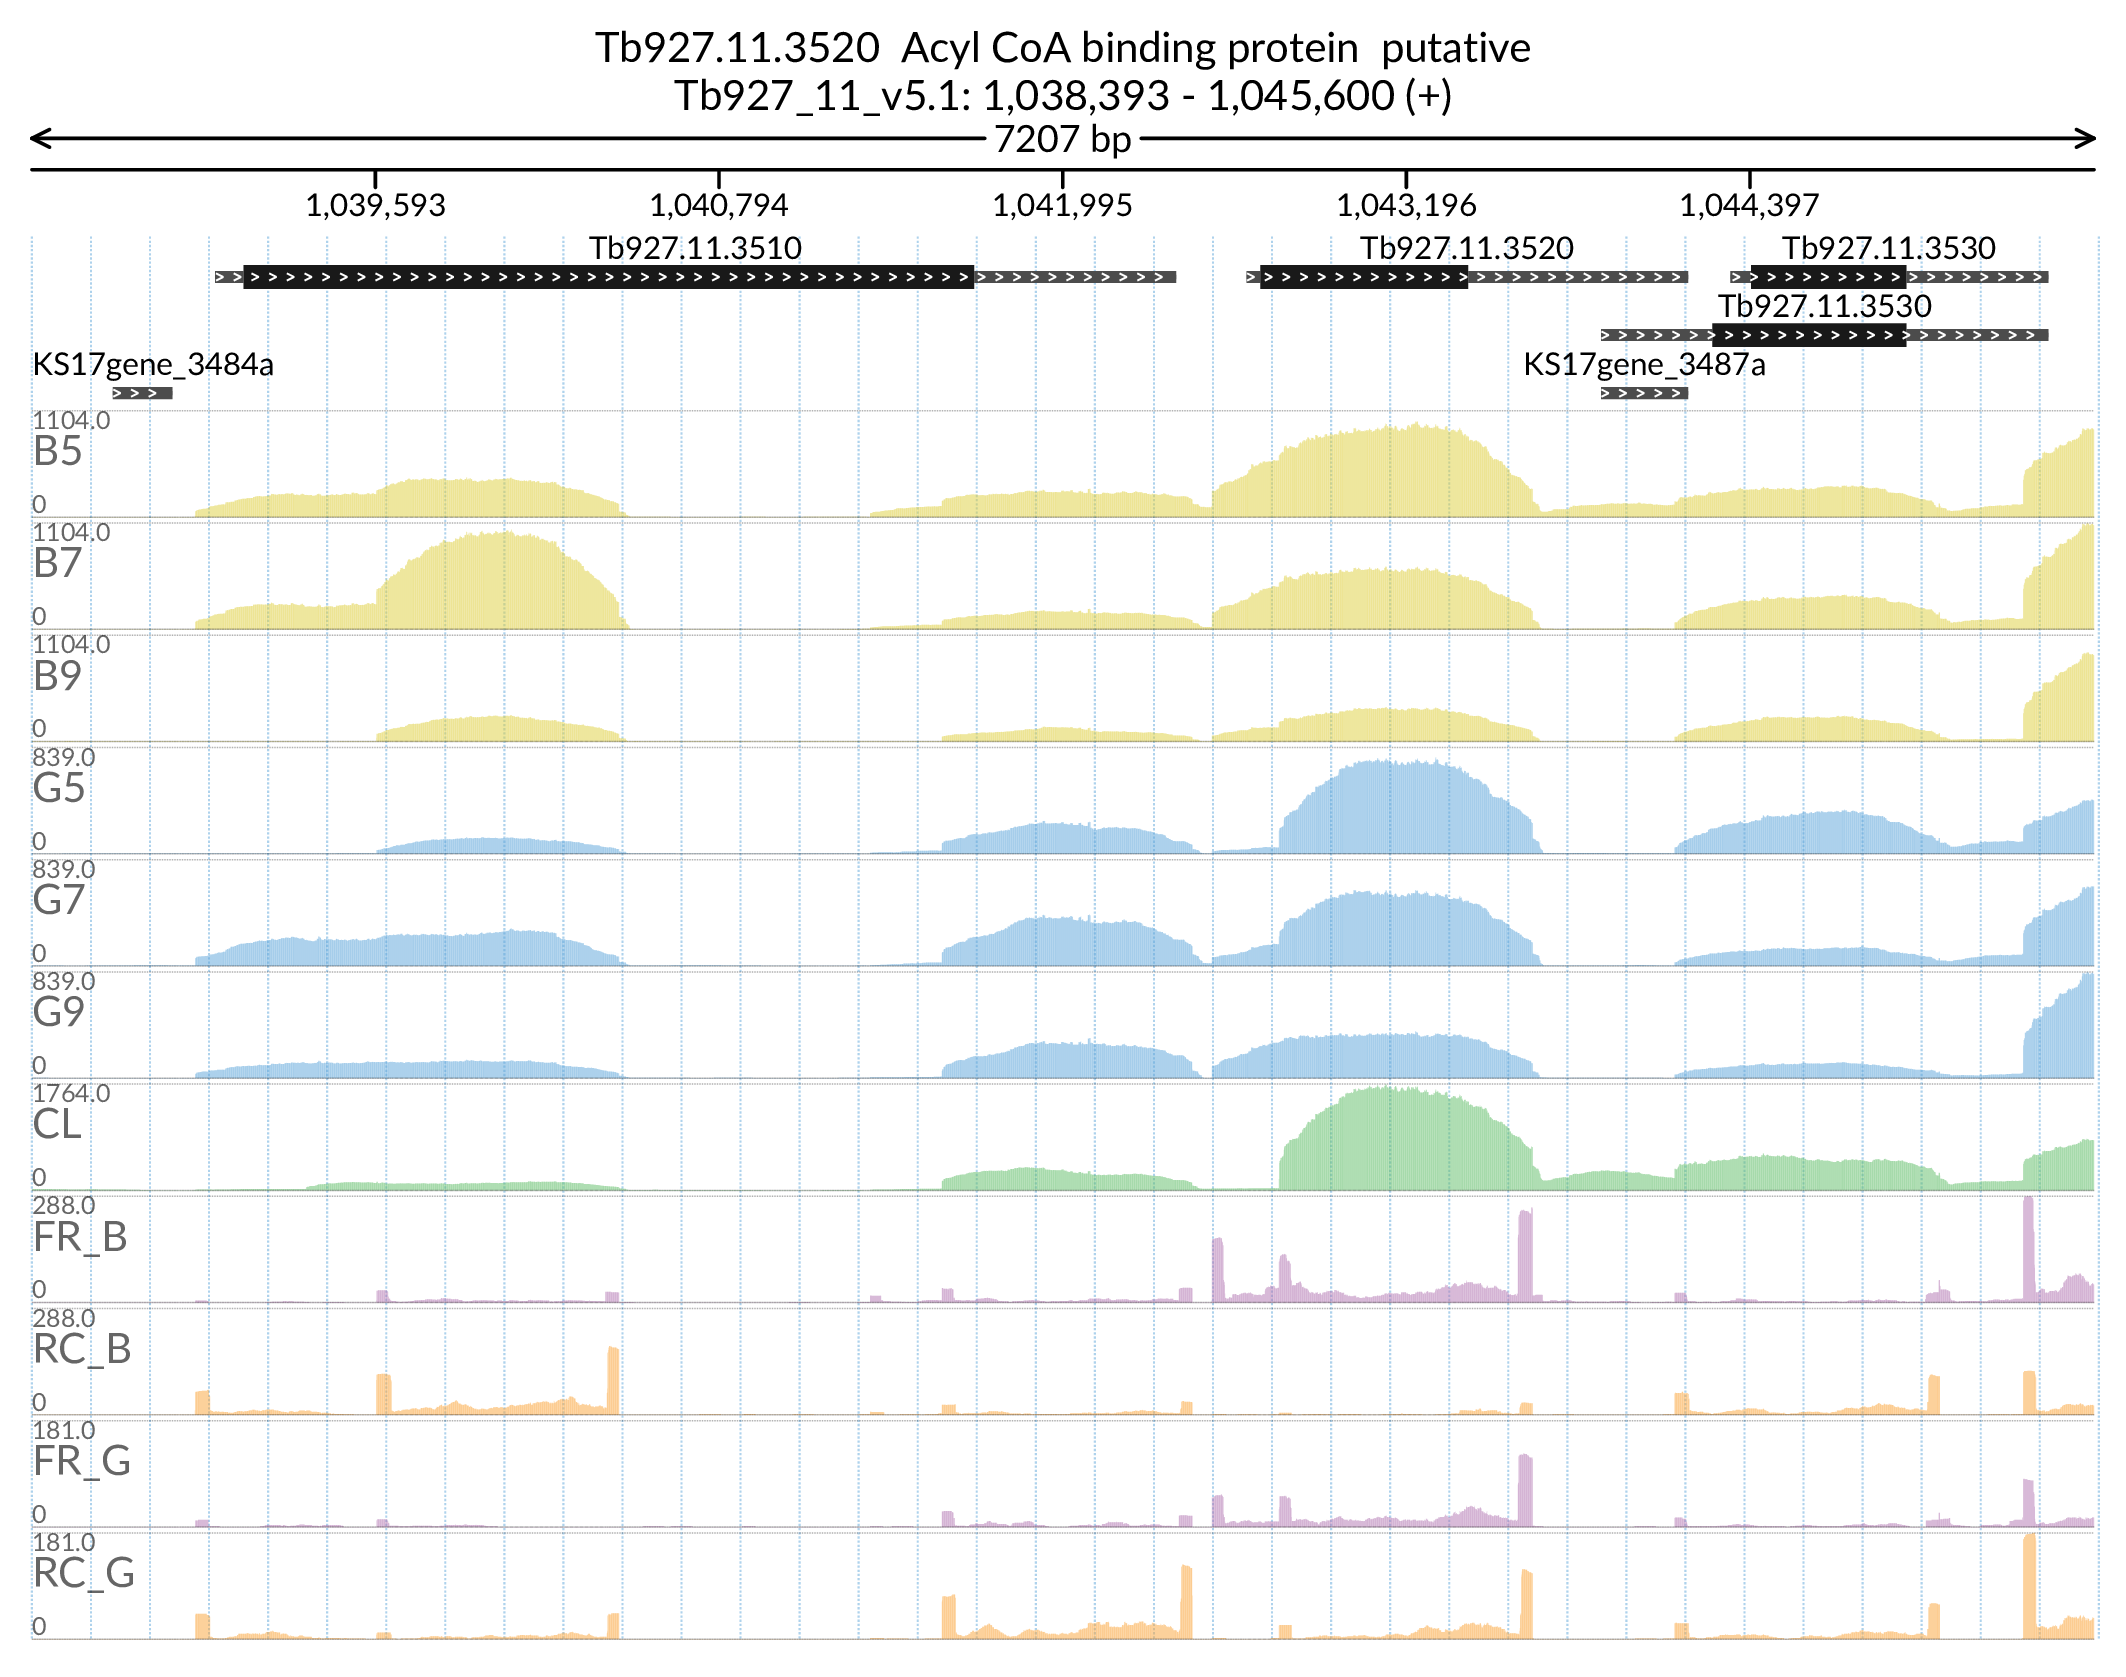 Tb927.11.3520  Acyl CoA binding protein  putative
Tb927_11_v5.1: 1,038,393 - 1,045,600 (+)
7207 bp
1,039,593 1,040,794 1,041,995 1,043,196 1,044,397
Tb927.11.3510 Tb927.11.3520 Tb927.11.3530
Tb927.11.3530
KS17gene_3484a KS17gene_3487a
1104.0
B5
0
1104.0
B7
0
1104.0
B9
0
839.0
G5
0
839.0
G7
0
839.0
G9
0
1764.0
CL
0
288.0
FR_B
0
288.0
RC_B
0
181.0
FR_G
0
181.0
RC_G
0